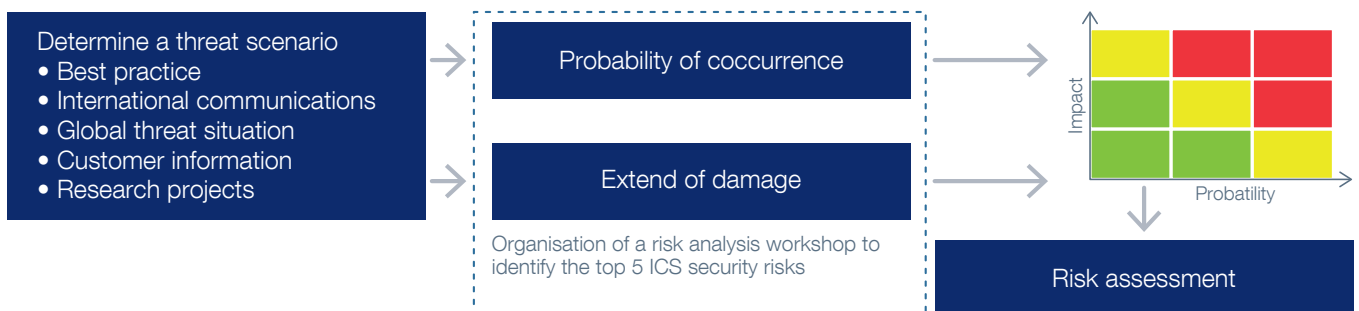 Determine a threat scenario
• Best practice
• International communications
• Global threat situation
• Customer information
• Research projects
Probability of coccurrence
Extend of damage
Organisation of a risk analysis workshop to
identify the top 5 ICS security risks
Impact
Probatility
Risk assessment